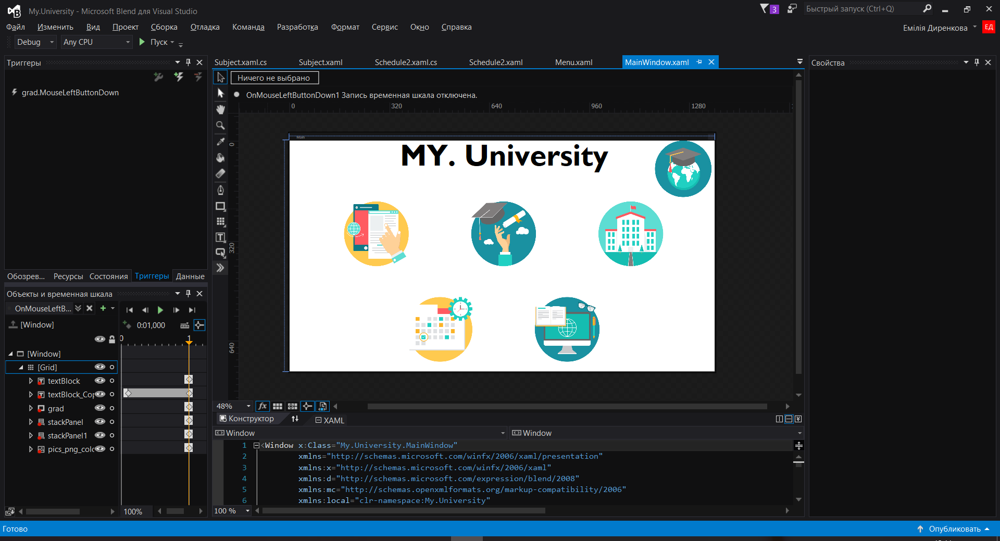 My.University - Microsoft Blend для Visual Studio
3
Быстрый запуск (Ctrl+Q)
Файл Изменить Вид Проект Сборка Отладка Команда Разработка Формат Сервис Окно Справка
Емілія Диренкова
ЕД
Debug Any CPU Пуск
Триггеры
grad.MouseLeftButtonDown
Обозрев... Ресурсы Состояния Триггеры Данные
Объекты и временная шкала
OnMouseLeftB...
[Window]
0:01,000
0 1
[Window]
[Grid]
textBlock
textBlock_Cop
grad
stackPanel
stackPanel1
pics_png_colo
100%
Subject.xaml.cs Subject.xaml Schedule2.xaml.cs Schedule2.xaml Menu.xaml MainWindow.xaml
Ничего не выбрано
OnMouseLeftButtonDown1 Запись временная шкала отключена.
0 320 640 960 1280
0
320
640
Main
MY. University
48%
Конструктор
XAML
Window
Window
1 <Window x:Class="My.University.MainWindow"
2 xmlns="http://schemas.microsoft.com/winfx/2006/xaml/presentation"
3 xmlns:x="http://schemas.microsoft.com/winfx/2006/xaml"
4 xmlns:d="http://schemas.microsoft.com/expression/blend/2008"
5 xmlns:mc="http://schemas.openxmlformats.org/markup-compatibility/2006"
6 xmlns:local="clr-namespace:My.University"
100 %
Свойства
Готово
Опубликовать